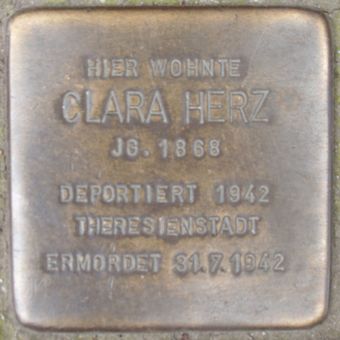 HIER WOHNTE
CLARA HERZ
JG. 1868
DEPORTIERT 1942
THERESIENSTADT
ERMORDET 31.7.1942